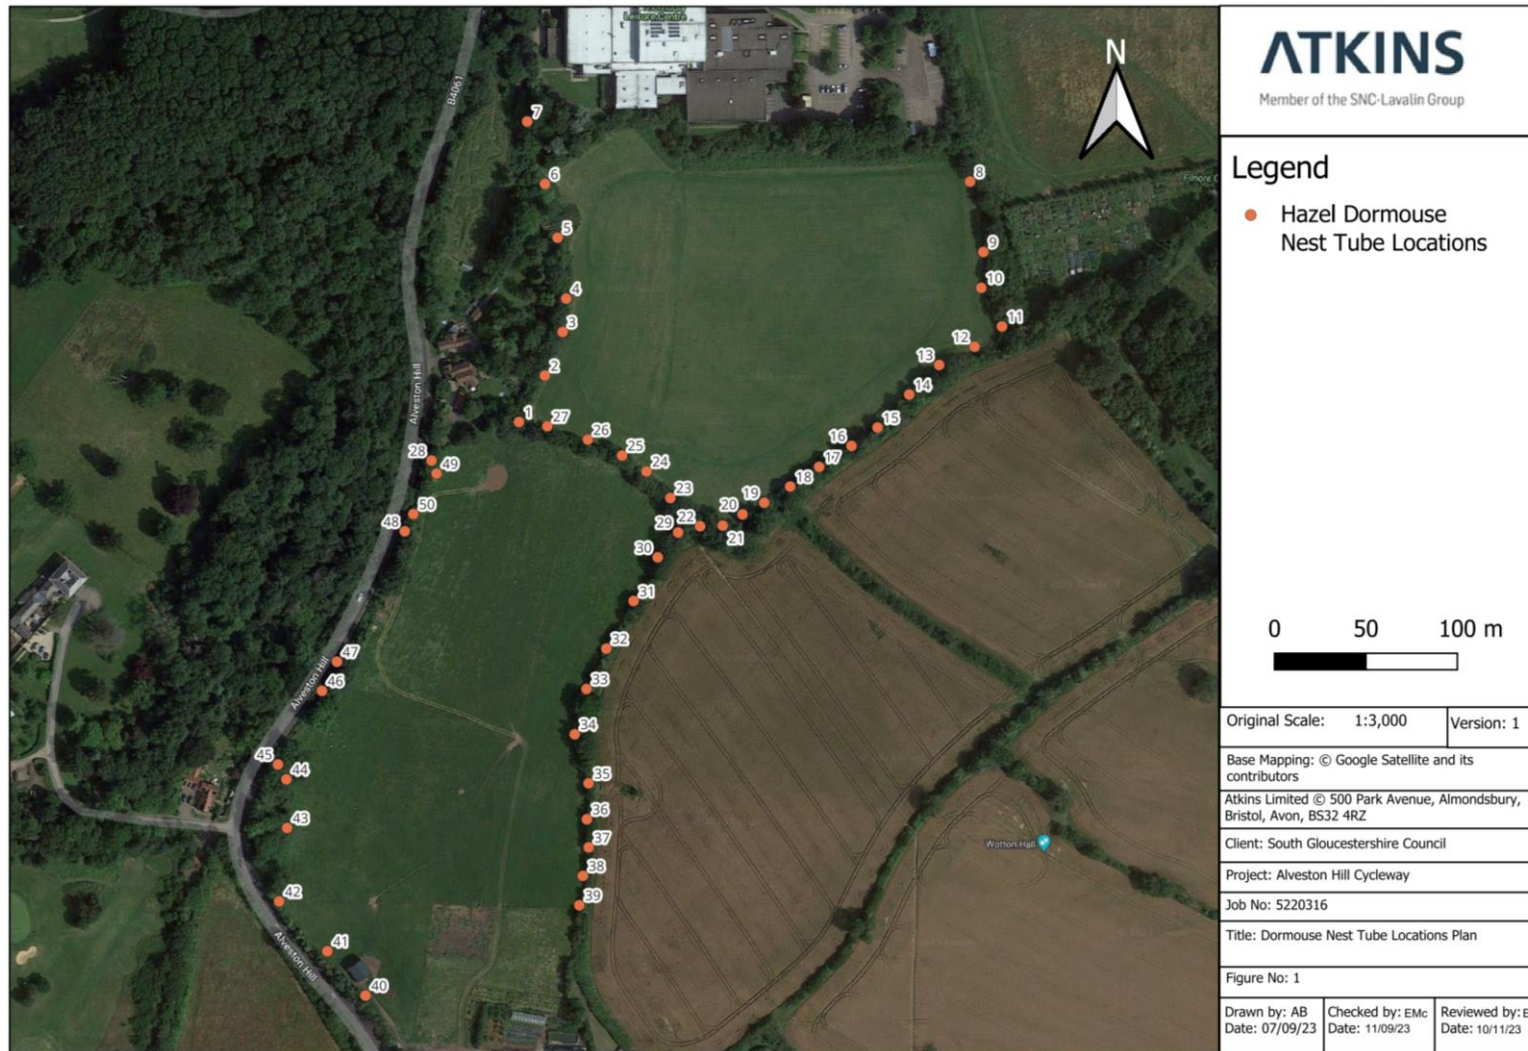 Leisure Centre
B4061
N
7
6
8
5
9
4
10
3
11
12
13
2
14
1
27
15
26
16
25
17
28
24
49
18
23
19
50
20
22
48
29
21
30
31
32
47
33
46
34
45
44
35
36
43
37
38
39
42
41
40
Alveston Hill
Alveston Hill
Alveston Hill
Filnore
Wotton Hall
ATKINS
Member of the SNC-Lavalin Group
Legend
Hazel Dormouse
Nest Tube Locations
0 50 100 m
Original Scale: 1:3,000 Version: 1
Base Mapping: © Google Satellite and its
contributors
Atkins Limited © 500 Park Avenue, Almondsbury,
Bristol, Avon, BS32 4RZ
Client: South Gloucestershire Council
Project: Alveston Hill Cycleway
Job No: 5220316
Title: Dormouse Nest Tube Locations Plan
Figure No: 1
Drawn by: AB Checked by: EMc Reviewed by: E
Date: 07/09/23 Date: 11/09/23 Date: 10/11/23